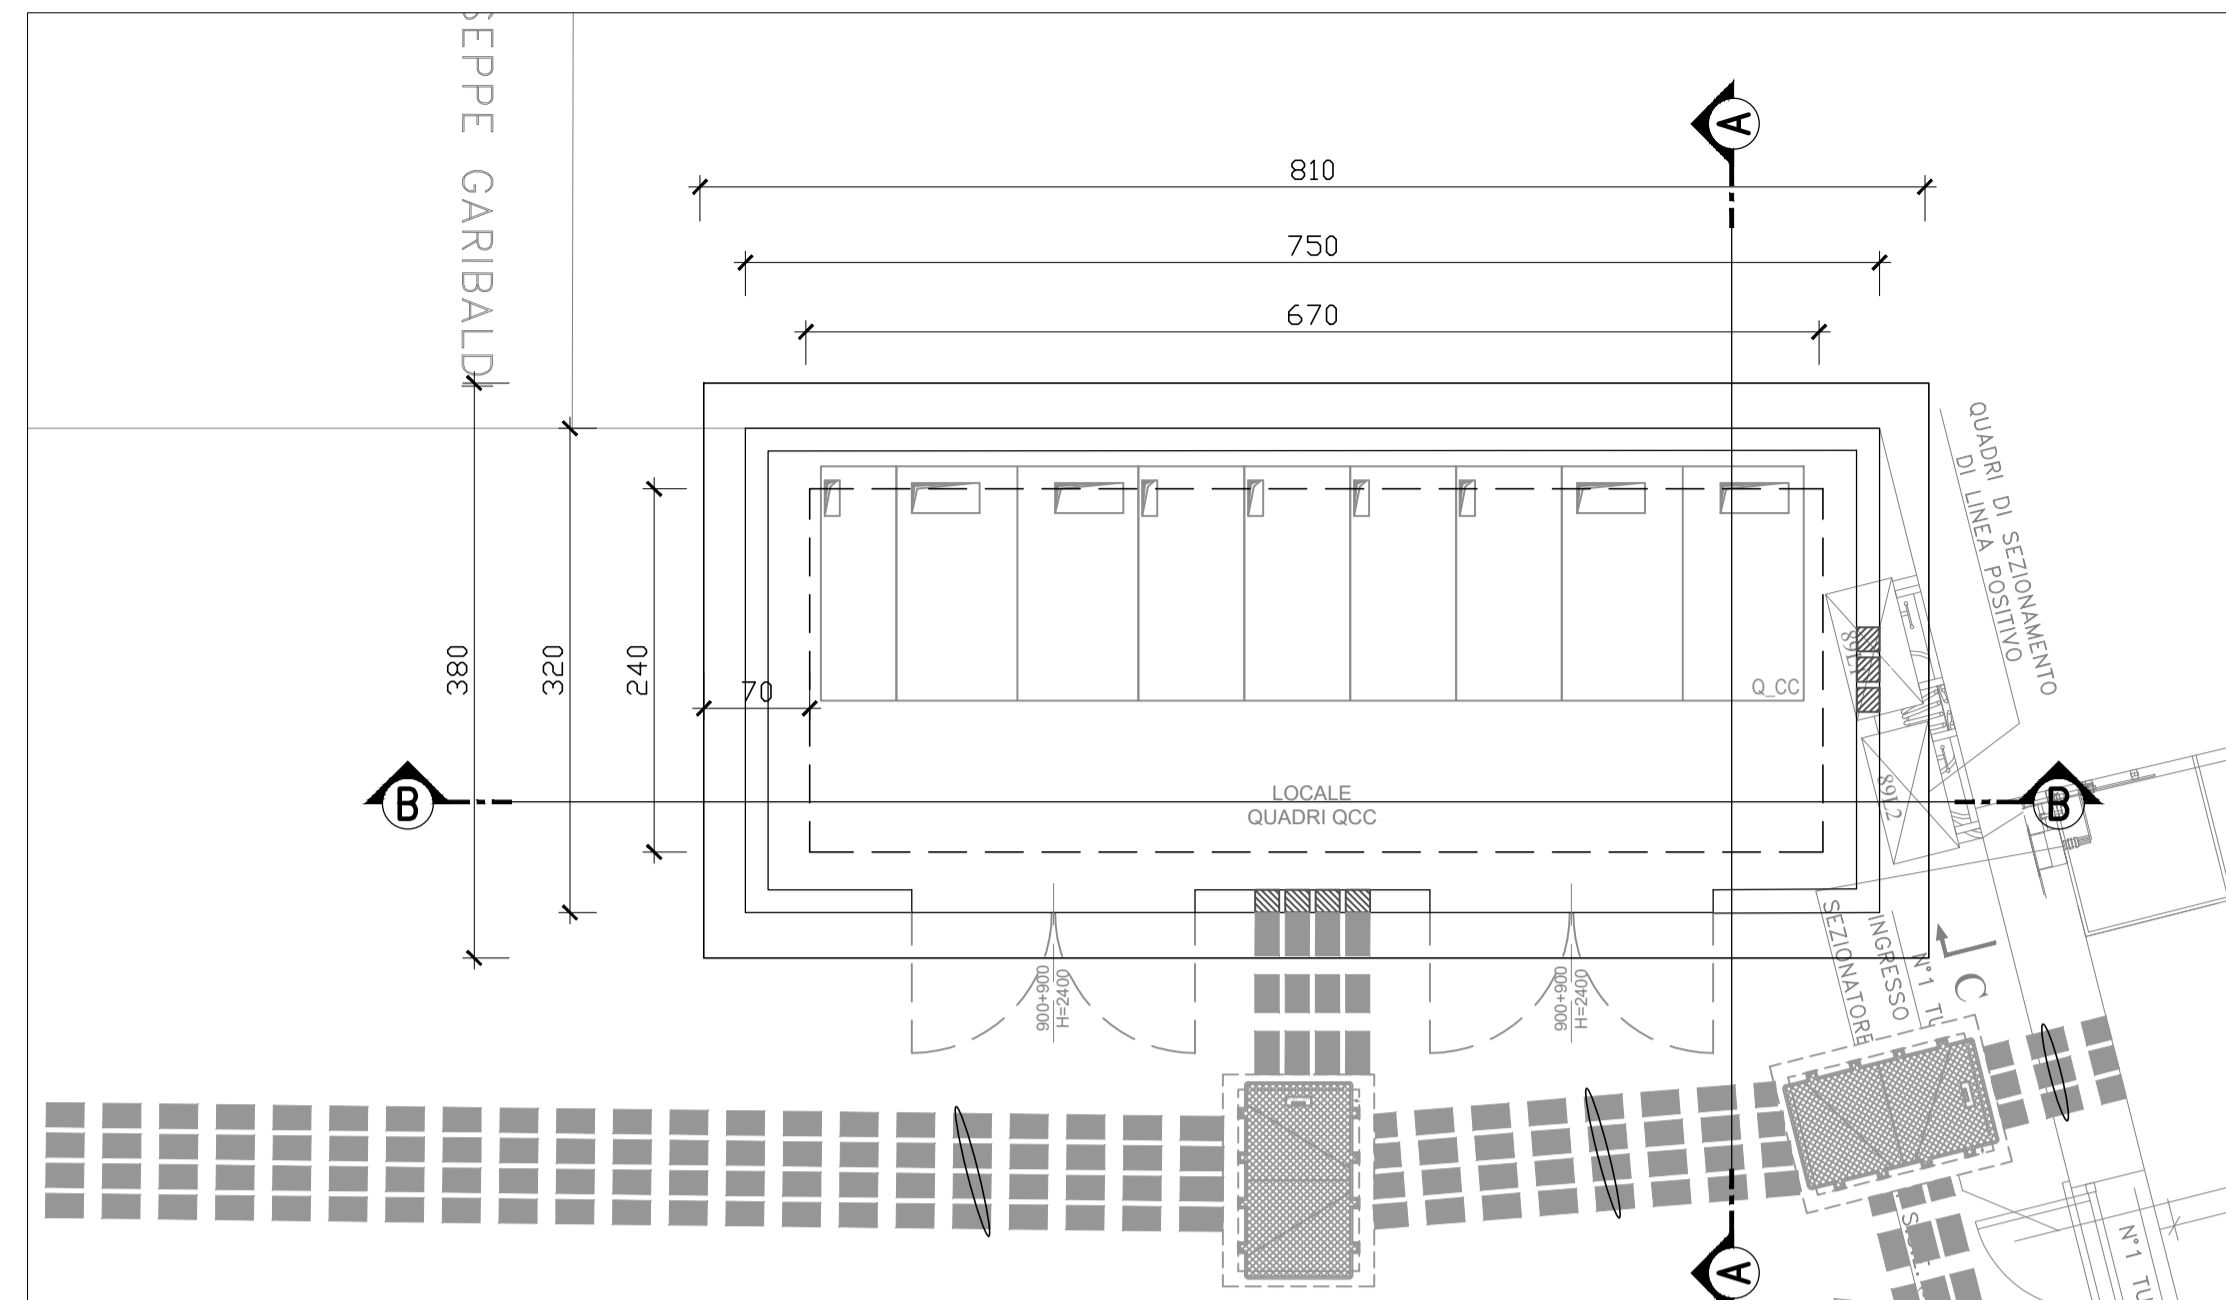 SEPPE GARIBALDI
A
810
750
670
380
320
240
70
QUADRI DI SEZIONAMENTO
DI LINEA POSITIVO
Q_CC
89L2
B
LOCALE
QUADRI QCC
B
900+900
H=2400
900+900
H=2400
SEZIONATORE
INGRESSO
N°1 TU
C
A
N°1 TU